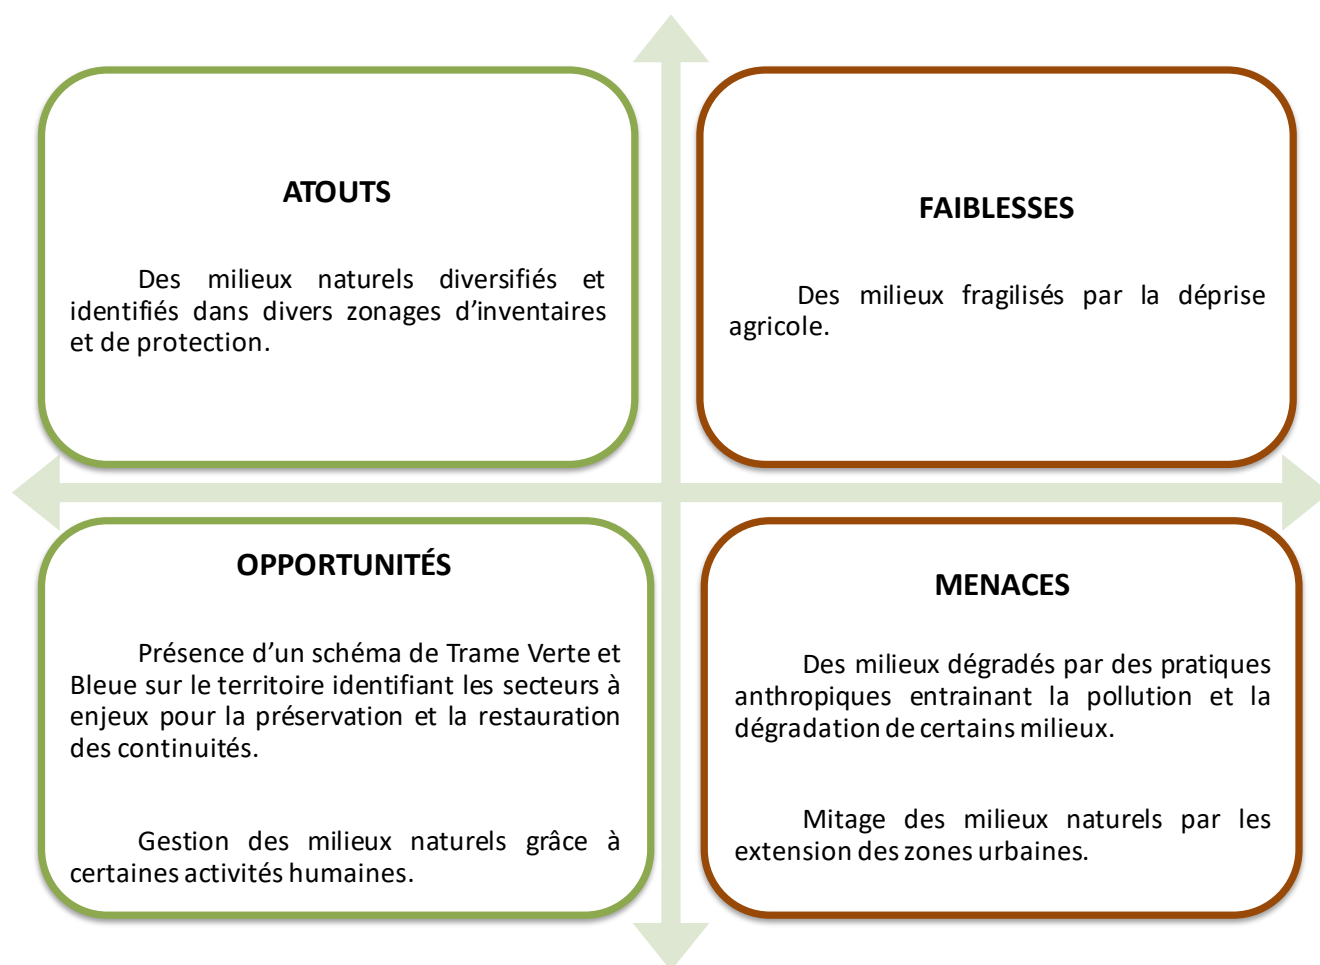 ATOUTS
Des milieux naturels diversifiés et
identifiés dans divers zonages d’inventaires
et de protection.
FAIBLESSES
Des milieux fragilisés par la déprise
agricole.
OPPORTUNITÉS
Présence d’un schéma de Trame Verte et
Bleue sur le territoire identifiant les secteurs à
enjeux pour la préservation et la restauration
des continuités.
Gestion des milieux naturels grâce à
certaines activités humaines.
MENACES
Des milieux dégradés par des pratiques
anthropiques entrainant la pollution et la
dégradation de certains milieux.
Mitage des milieux naturels par les
extension des zones urbaines.